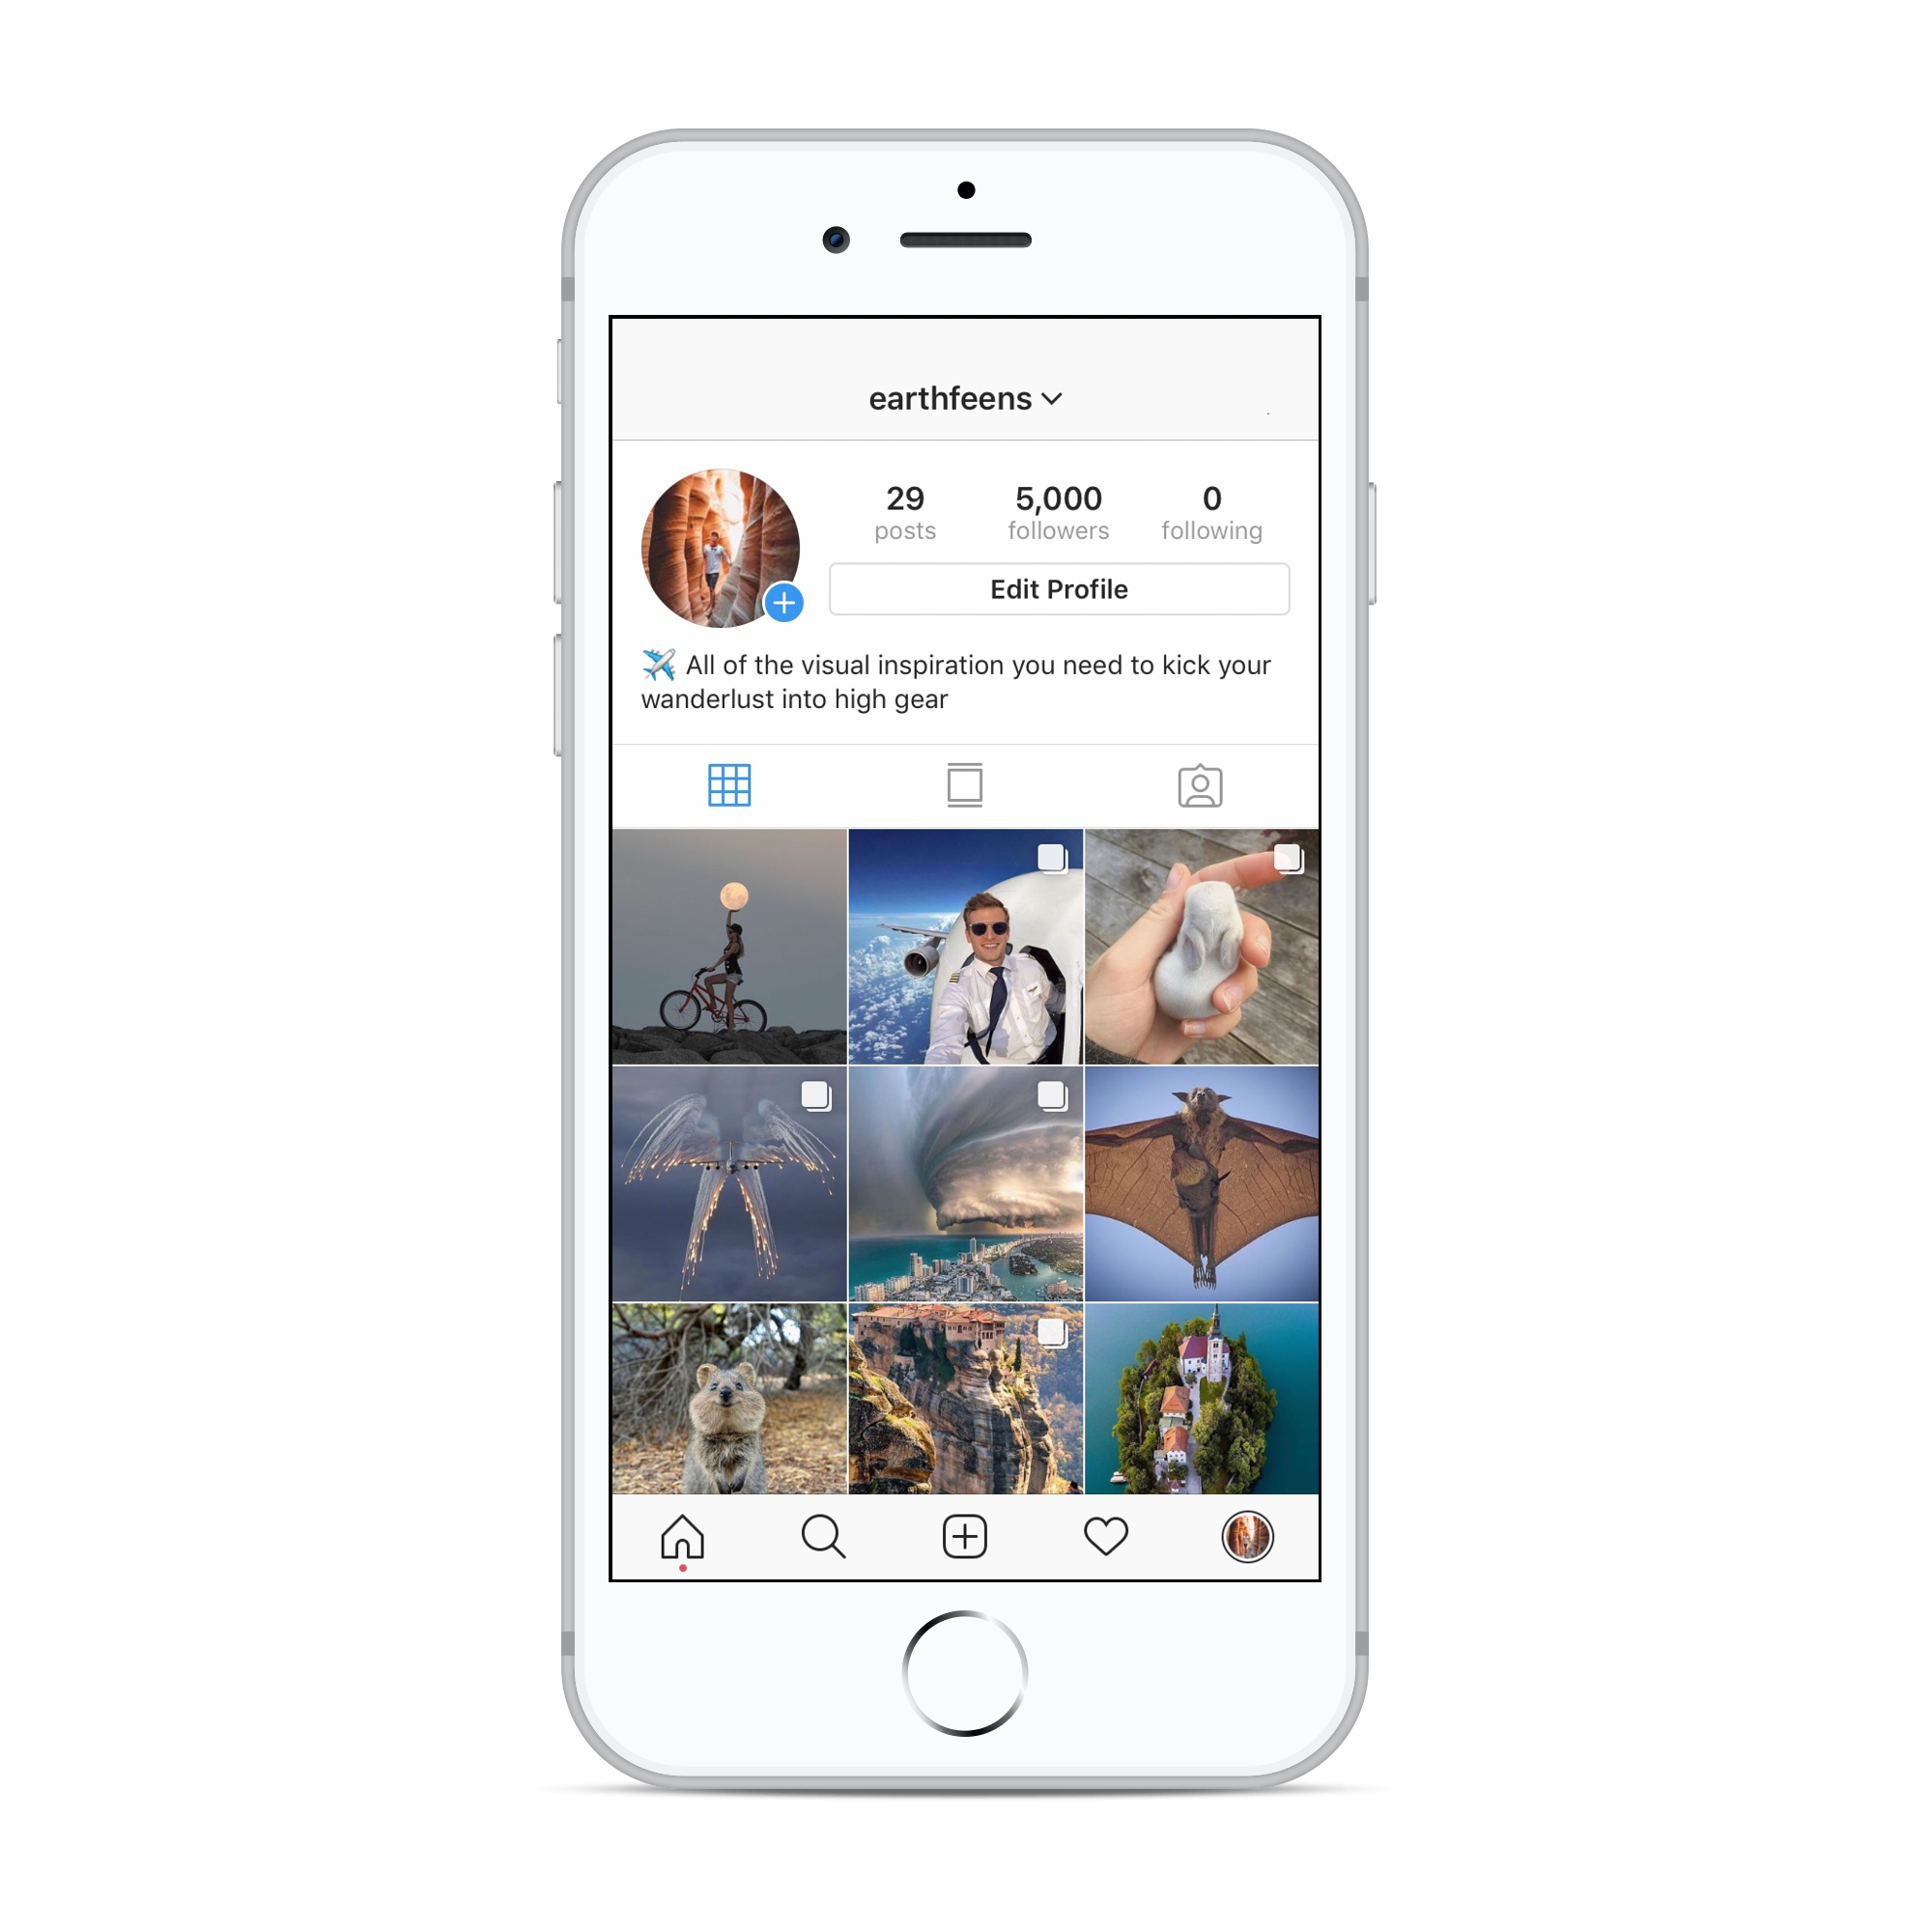 earthfeens
29 5,000 0
posts followers following
Edit Profile
✈️ All of the visual inspiration you need to kick your
wanderlust into high gear